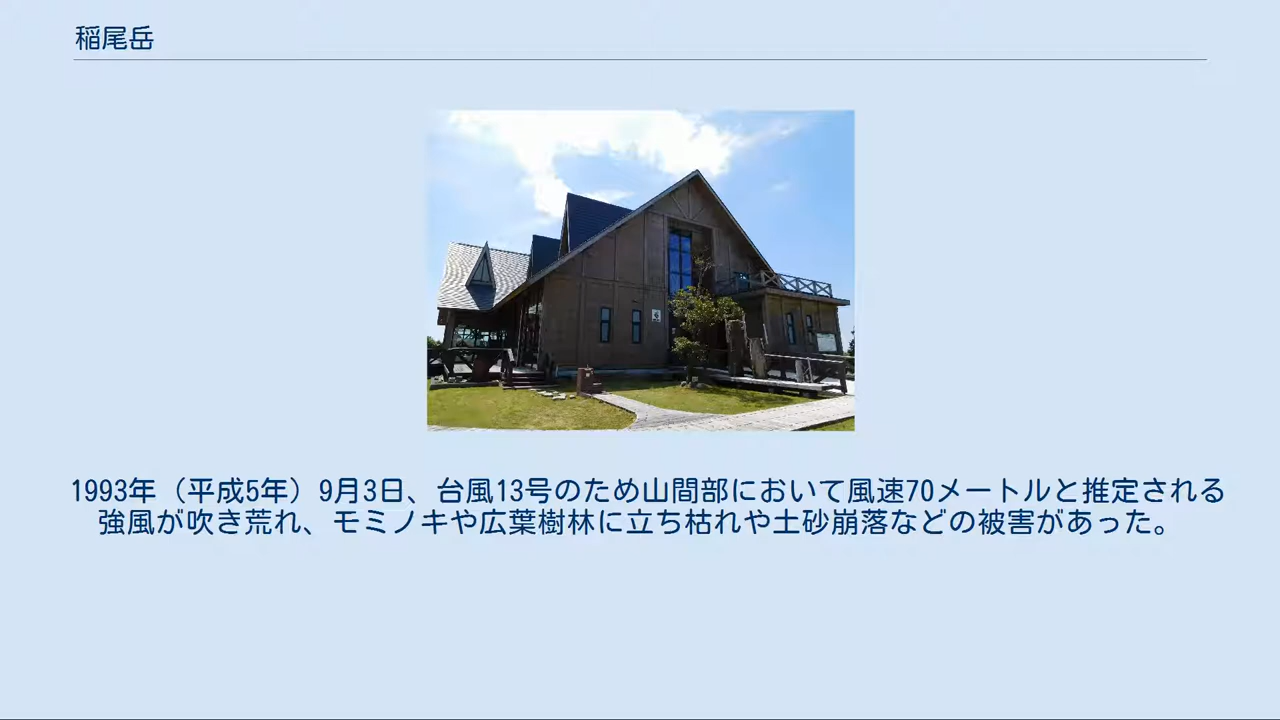 稲尾岳
1993年（平成5年）9月3日、台風13号のため山間部において風速70メートルと推定される
強風が吹き荒れ、モミノキや広葉樹林に立ち枯れや土砂崩落などの被害があった。